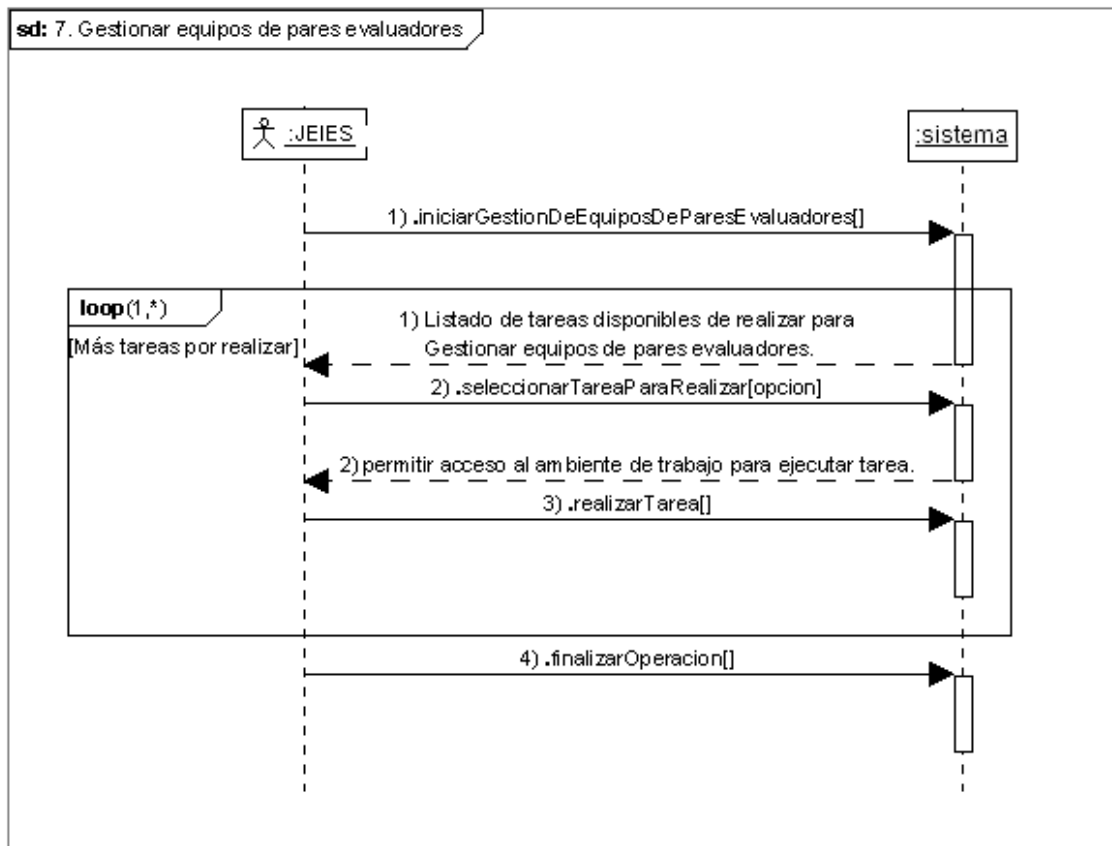 sd: 7. Gestionar equipos de pares evaluadores
:JEIES
:sistema
1) .iniciarGestionDeEquiposDeParesEvaluadores[]
loop(1,*)
[Más tareas por realizar]
1) Listado de tareas disponibles de realizar para
Gestionar equipos de pares evaluadores.
2) .seleccionarTareaParaRealizar[opcion]
2) permitir acceso al ambiente de trabajo para ejecutar tarea.
3) .realizarTarea[]
4) .finalizarOperacion[]